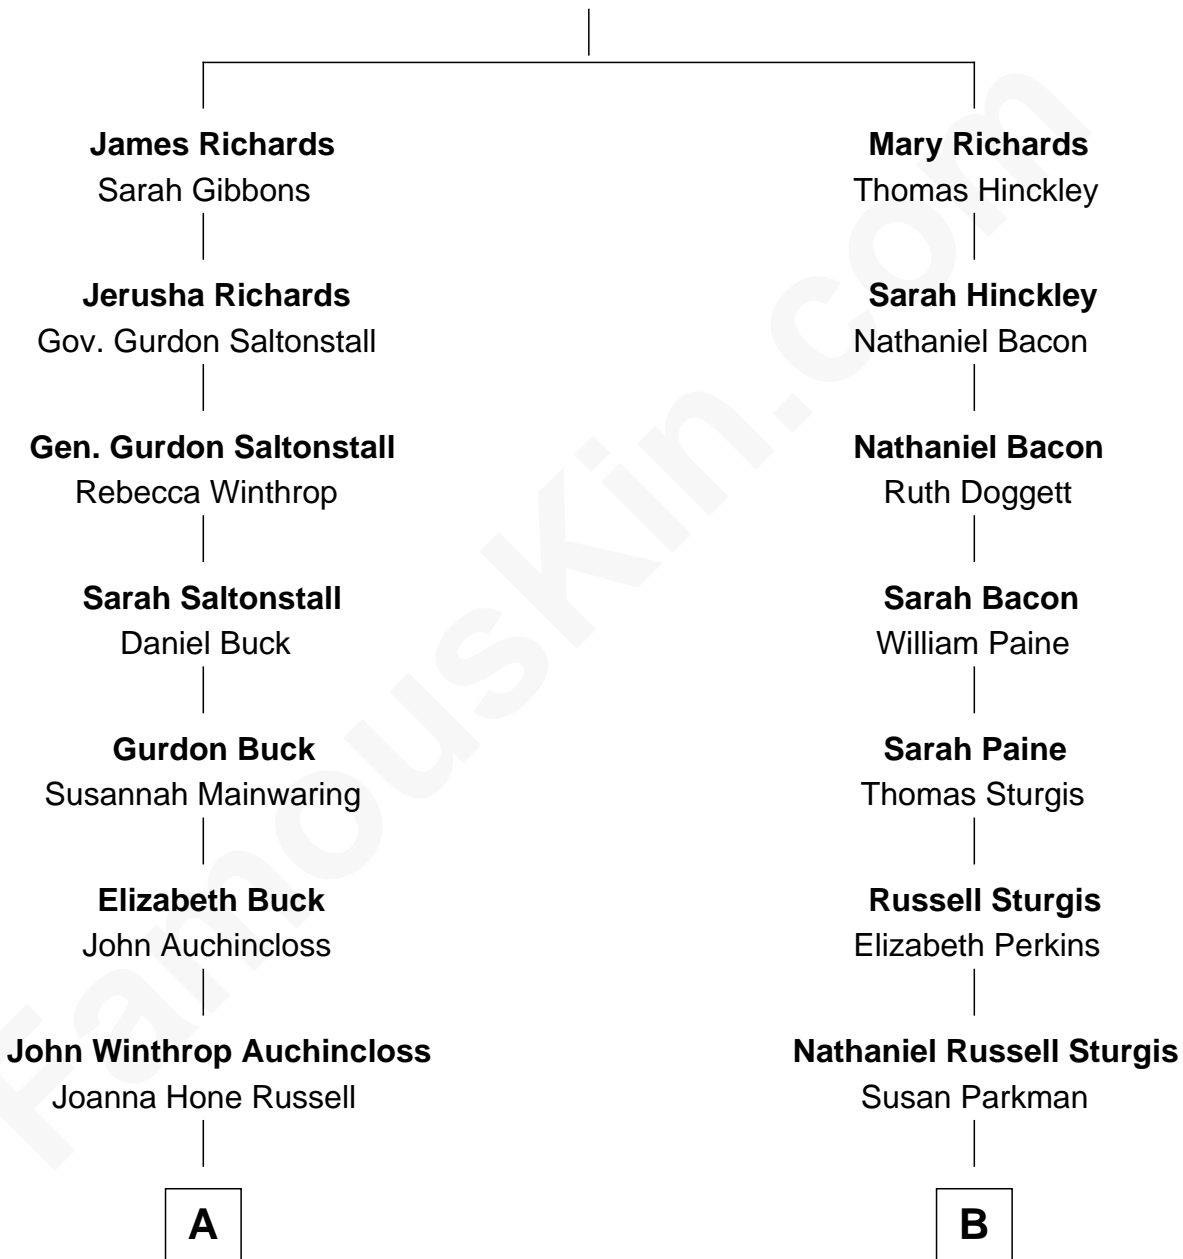 James Richards
Sarah Gibbons
Jerusha Richards
Gov. Gurdon Saltonstall
Gen. Gurdon Saltonstall
Rebecca Winthrop
Sarah Saltonstall
Daniel Buck
Gurdon Buck
Susannah Mainwaring
Elizabeth Buck
John Auchincloss
John Winthrop Auchincloss
Joanna Hone Russell
A
Mary Richards
Thomas Hinckley
Sarah Hinckley
Nathaniel Bacon
Nathaniel Bacon
Ruth Doggett
Sarah Bacon
William Paine
Sarah Paine
Thomas Sturgis
Russell Sturgis
Elizabeth Perkins
Nathaniel Russell Sturgis
Susan Parkman
B
FamousKin.com